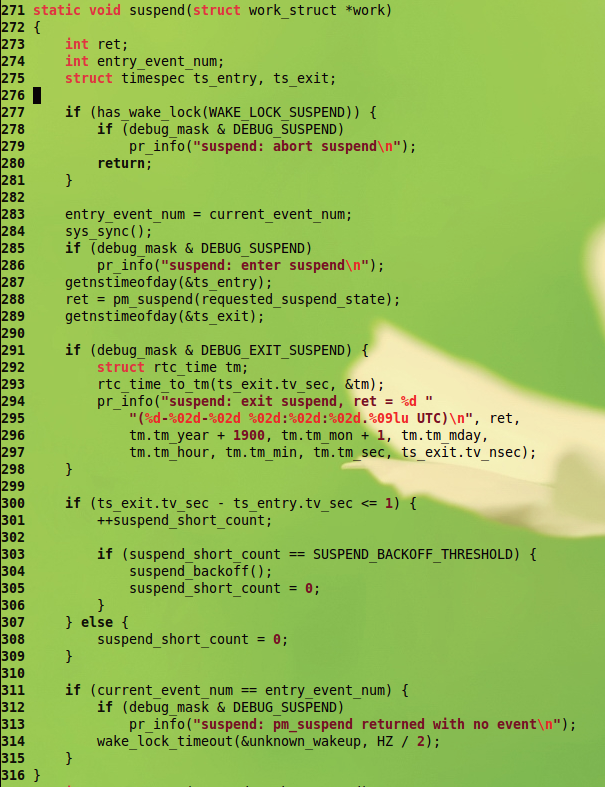 271 static void suspend(struct work_struct *work)
272 {
273     int ret;
274     int entry_event_num;
275     struct timespec ts_entry, ts_exit;
276
277     if (has_wake_lock(WAKE_LOCK_SUSPEND)) {
278         if (debug_mask & DEBUG_SUSPEND)
279             pr_info("suspend: abort suspend\n");
280         return;
281     }
282
283     entry_event_num = current_event_num;
284     sys_sync();
285     if (debug_mask & DEBUG_SUSPEND)
286         pr_info("suspend: enter suspend\n");
287     getnstimeofday(&ts_entry);
288     ret = pm_suspend(requested_suspend_state);
289     getnstimeofday(&ts_exit);
290
291     if (debug_mask & DEBUG_EXIT_SUSPEND) {
292         struct rtc_time tm;
293         rtc_time_to_tm(ts_exit.tv_sec, &tm);
294         pr_info("suspend: exit suspend, ret = %d "
295             "(%d-%02d-%02d %02d:%02d:%02d.%09lu UTC)\n", ret,
296             tm.tm_year + 1900, tm.tm_mon + 1, tm.tm_mday,
297             tm.tm_hour, tm.tm_min, tm.tm_sec, ts_exit.tv_nsec);
298     }
299
300     if (ts_exit.tv_sec - ts_entry.tv_sec <= 1) {
301         ++suspend_short_count;
302
303         if (suspend_short_count == SUSPEND_BACKOFF_THRESHOLD) {
304             suspend_backoff();
305             suspend_short_count = 0;
306         }
307     } else {
308         suspend_short_count = 0;
309     }
310
311     if (current_event_num == entry_event_num) {
312         if (debug_mask & DEBUG_SUSPEND)
313             pr_info("suspend: pm_suspend returned with no event\n");
314         wake_lock_timeout(&unknown_wakeup, HZ / 2);
315     }
316 }